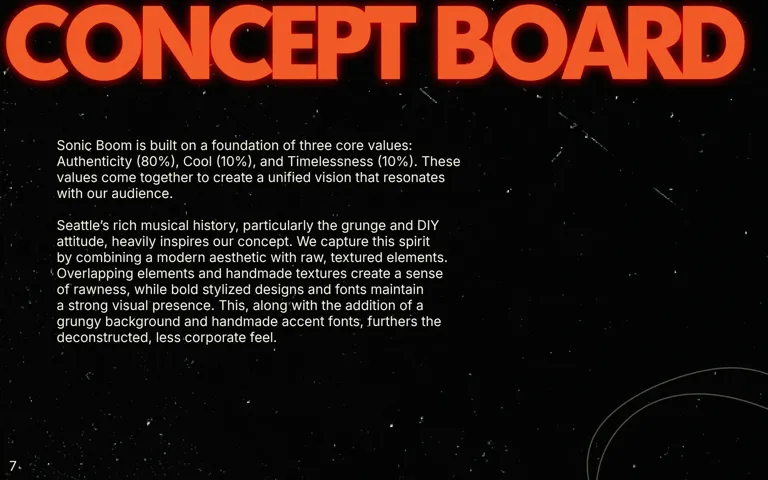 CONCEPT BOARD
Sonic Boom is built on a foundation of three core values:
Authenticity (80%), Cool (10%), and Timelessness (10%). These
values come together to create a unified vision that resonates
with our audience.
Seattle’s rich musical history, particularly the grunge and DIY
attitude, heavily inspires our concept. We capture this spirit
by combining a modern aesthetic with raw, textured elements.
Overlapping elements and handmade textures create a sense
of rawness, while bold stylized designs and fonts maintain
a strong visual presence. This, along with the addition of a
grungy background and handmade accent fonts, furthers the
deconstructed, less corporate feel.
7